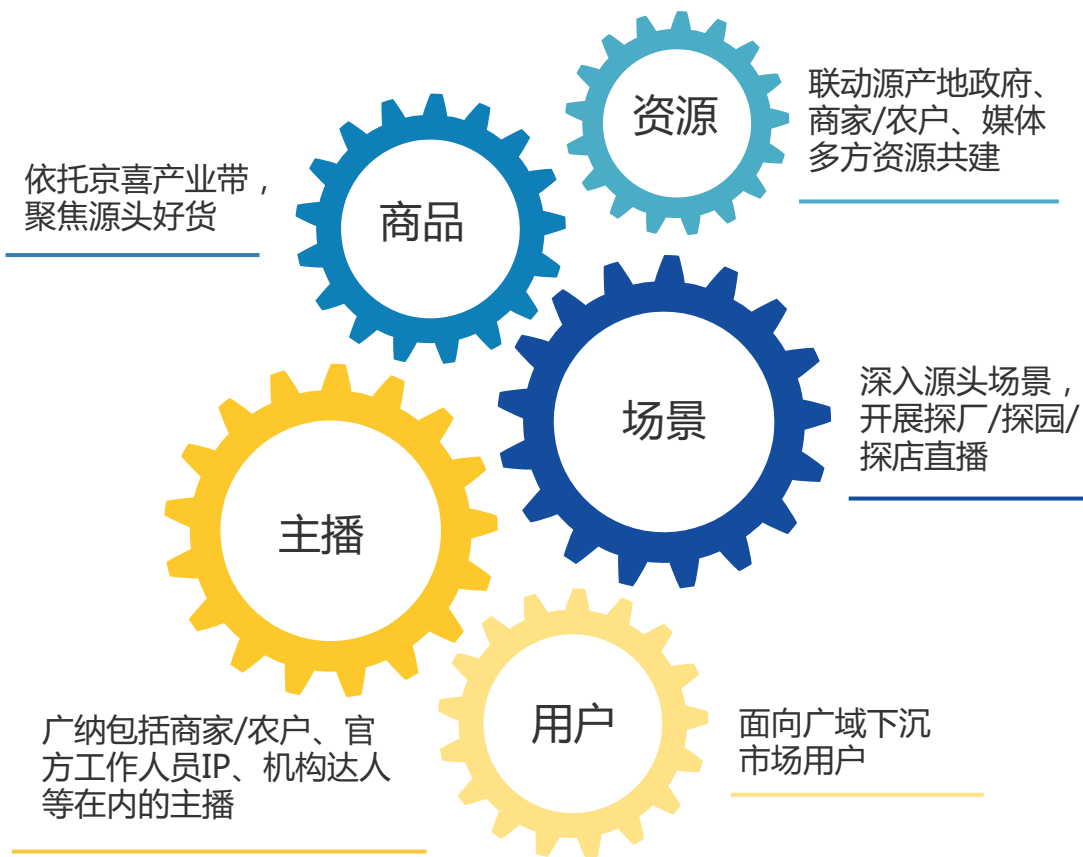 资源
联动源产地政府、
商家/农户、媒体
多方资源共建
依托京喜产业带，
聚焦源头好货
商品
场景
深入源头场景，
开展探厂/探园/
探店直播
主播
广纳包括商家/农户、官
方工作人员IP、机构达人
等在内的主播
用户
面向广域下沉
市场用户